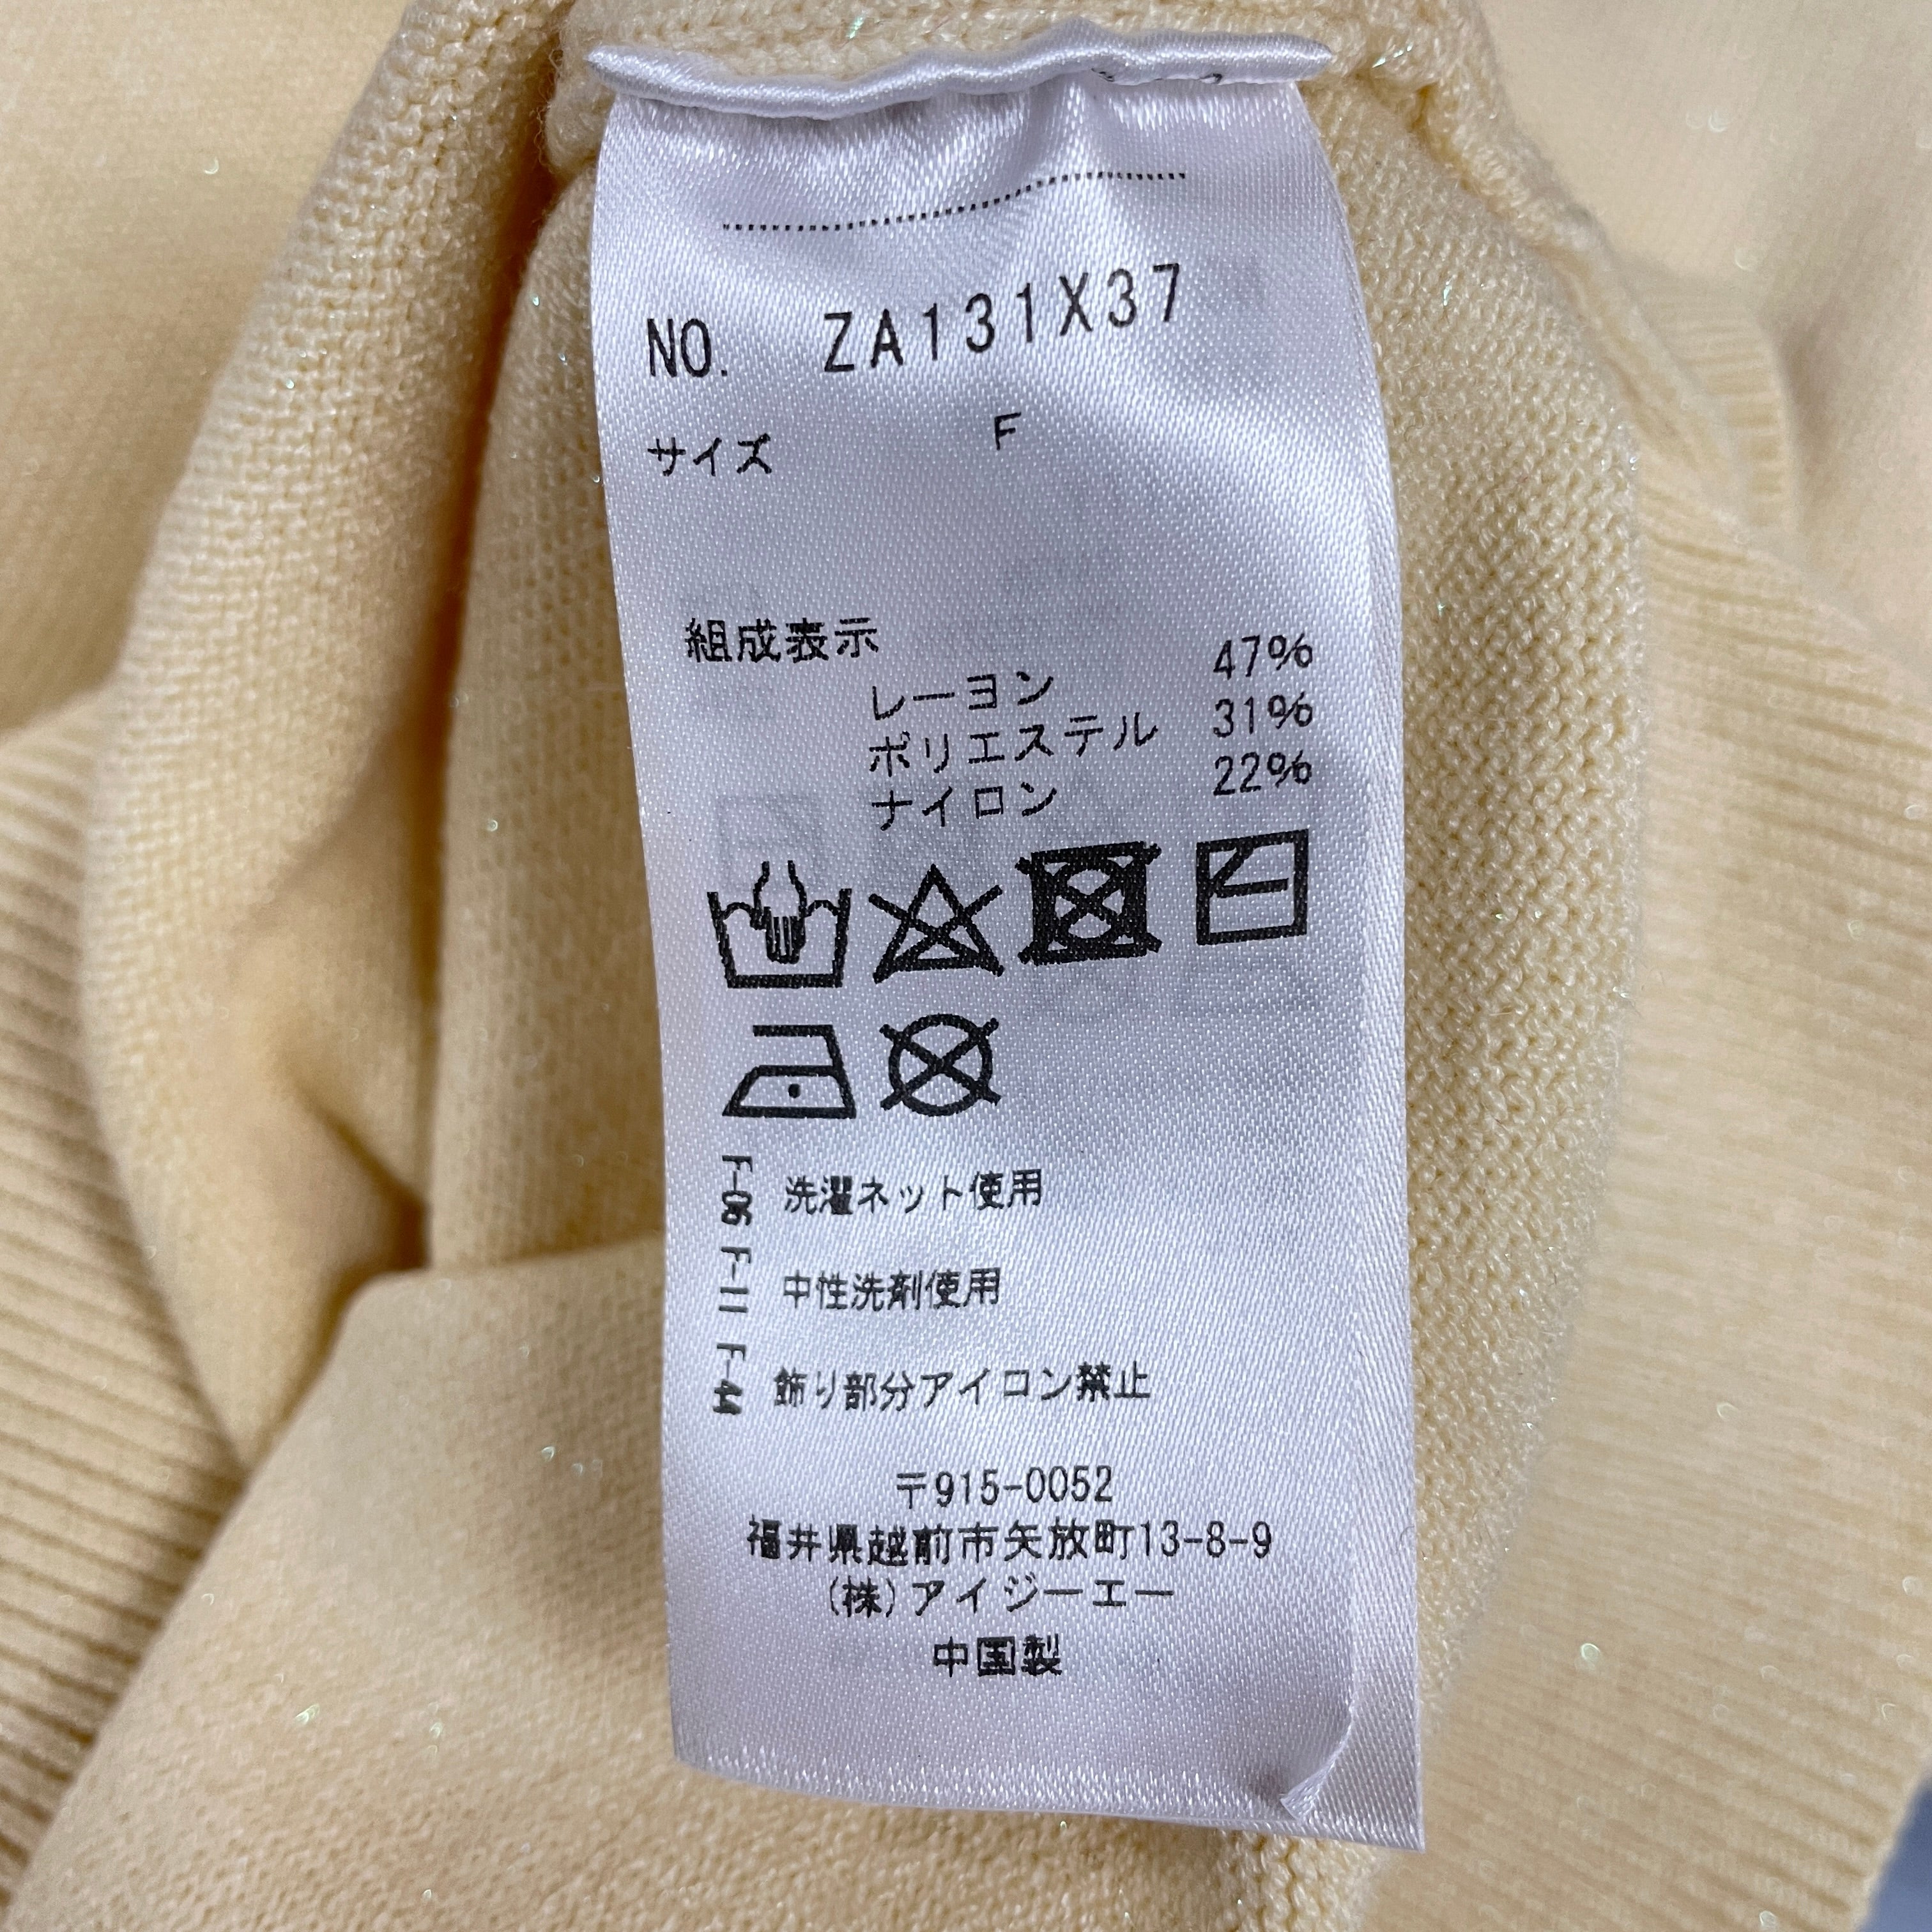 NO. ZA131X37
サイズ F
組成表示
レーヨン 47%
ポリエステル 31%
ナイロン 22%
F-06 洗濯ネット使用
F-11 中性洗剤使用
F-44 飾り部分アイロン禁止
〒915-0052
福井県越前市矢放町13-8-9
(株)アイジーエー
中国製